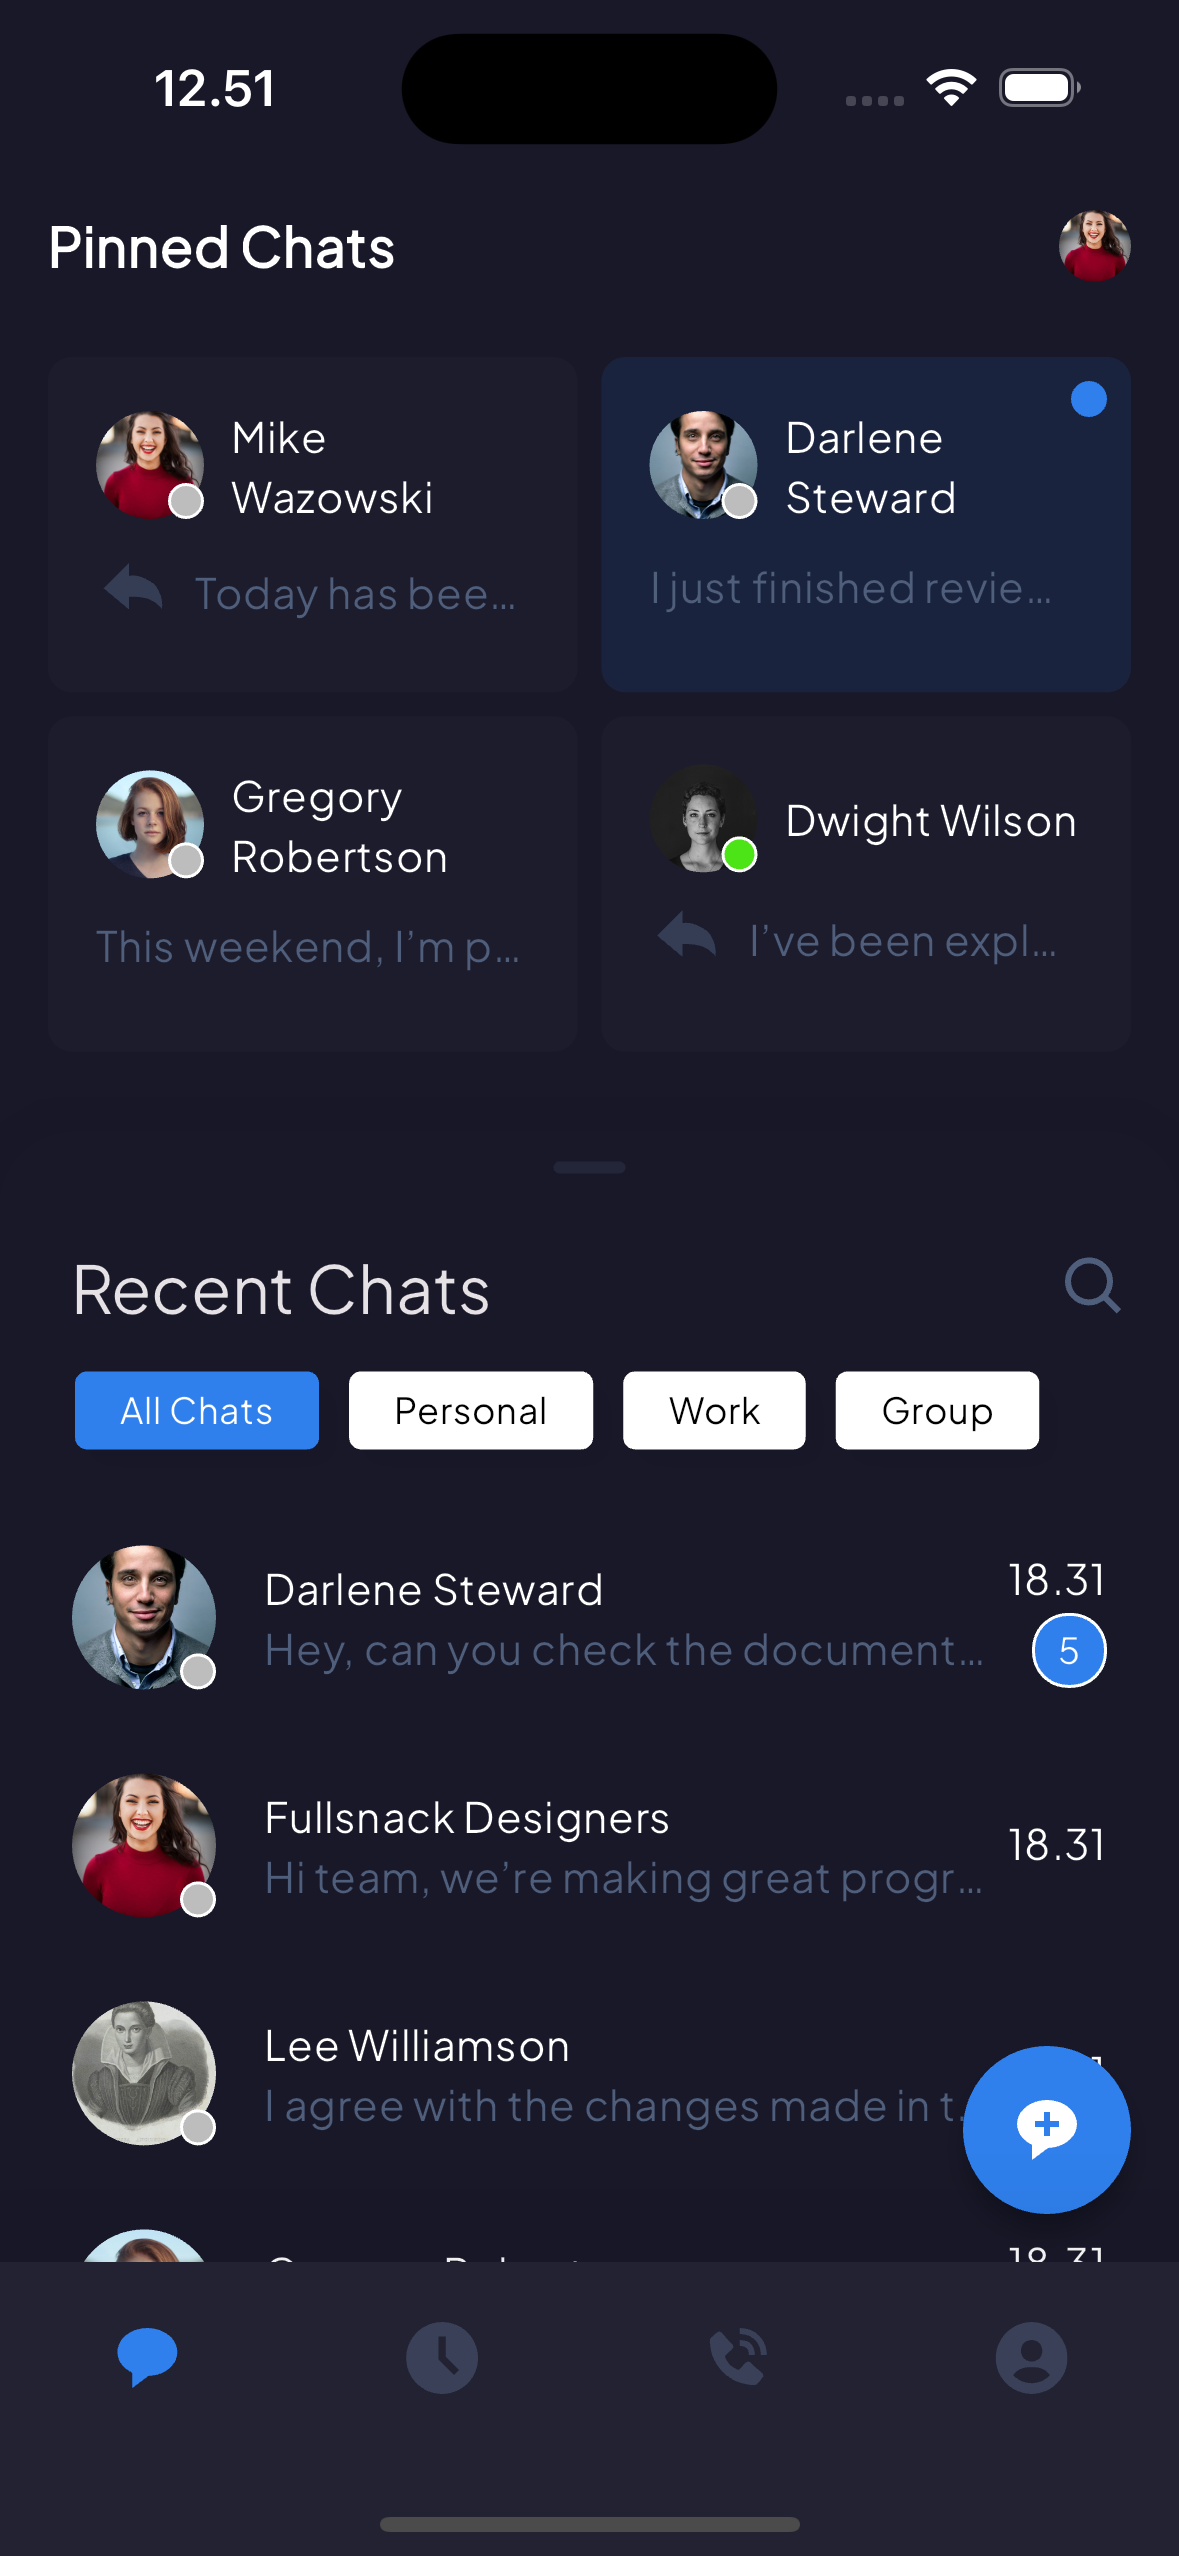 12.51
Pinned Chats
Mike
Wazowski
Today has bee...
Darlene
Steward
I just finished revie...
Gregory
Robertson
This weekend, I’m p...
Dwight Wilson
I’ve been expl...
Recent Chats
All Chats
Personal
Work
Group
Darlene Steward
18.31
Hey, can you check the document...
5
Fullsnack Designers
18.31
Hi team, we’re making great progr...
Lee Williamson
I agree with the changes made in t.
18.31